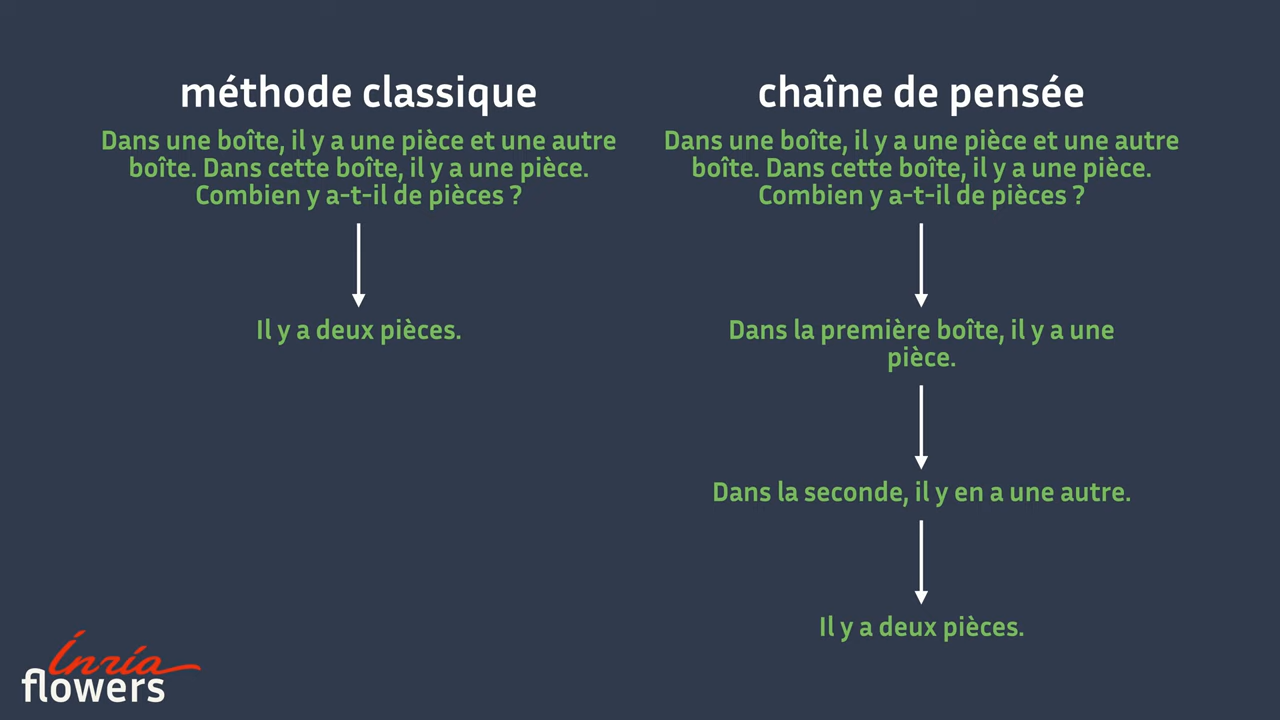 méthode classique
Dans une boîte, il y a une pièce et une autre
boîte. Dans cette boîte, il y a une pièce.
Combien y a-t-il de pièces ?
Il y a deux pièces.
chaîne de pensée
Dans une boîte, il y a une pièce et une autre
boîte. Dans cette boîte, il y a une pièce.
Combien y a-t-il de pièces ?
Dans la première boîte, il y a une
pièce.
Dans la seconde, il y en a une autre.
Il y a deux pièces.
Inria
flowers